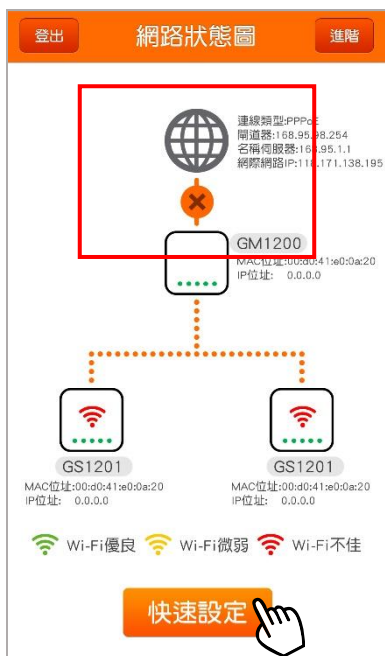 登出 網路狀態圖 進階
連線類型:PPPoE
閘道器:168.95.98.254
名稱伺服器:168.95.1.1
網際網路IP:118.171.138.195
GM1200
MAC位址:00:d0:41:e0:0a:20
IP位址: 0.0.0.0
GS1201 GS1201
MAC位址:00:d0:41:e0:0a:20 MAC位址:00:d0:41:e0:0a:20
IP位址: 0.0.0.0 IP位址: 0.0.0.0
Wi-Fi優良 Wi-Fi微弱 Wi-Fi不佳
快速設定